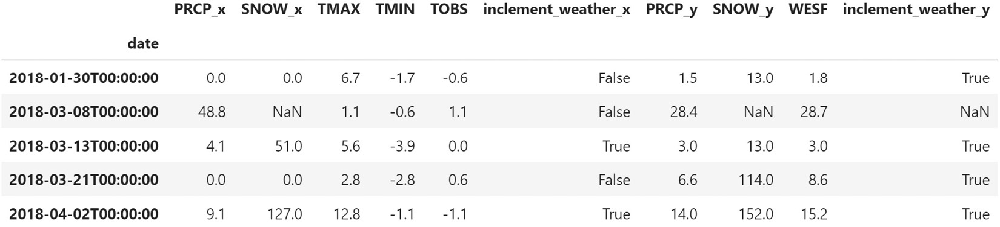 PRCP_x SNOW_x TMAX TMIN TOBS inclement_weather_x PRCP_y SNOW_y WESF inclement_weather_y
date
2018-01-30T00:00:00 0.0 0.0 6.7 -1.7 -0.6 False 1.5 13.0 1.8 True
2018-03-08T00:00:00 48.8 NaN 1.1 -0.6 1.1 False 28.4 NaN 28.7 NaN
2018-03-13T00:00:00 4.1 51.0 5.6 -3.9 0.0 True 3.0 13.0 3.0 True
2018-03-21T00:00:00 0.0 0.0 2.8 -2.8 0.6 False 6.6 114.0 8.6 True
2018-04-02T00:00:00 9.1 127.0 12.8 -1.1 -1.1 True 14.0 152.0 15.2 True